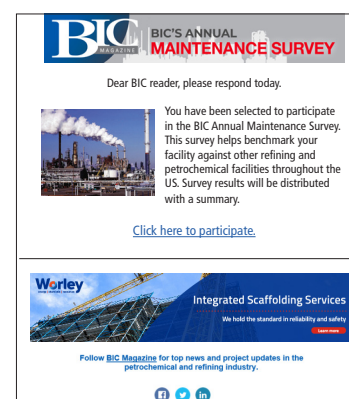 BIC
MAGAZINE
BIC'S ANNUAL
MAINTENANCE SURVEY
Dear BIC reader, please respond today.
You have been selected to participate
in the BIC Annual Maintenance Survey.
This survey helps benchmark your
facility against other refining and
petrochemical facilities throughout the
US. Survey results will be distributed
with a summary.
Click here to participate.
Worley
Integrated Scaffolding Services
We hold the standard in reliability and safety
Learn more
Follow BIC Magazine for top news and project updates in the
petrochemical and refining industry.